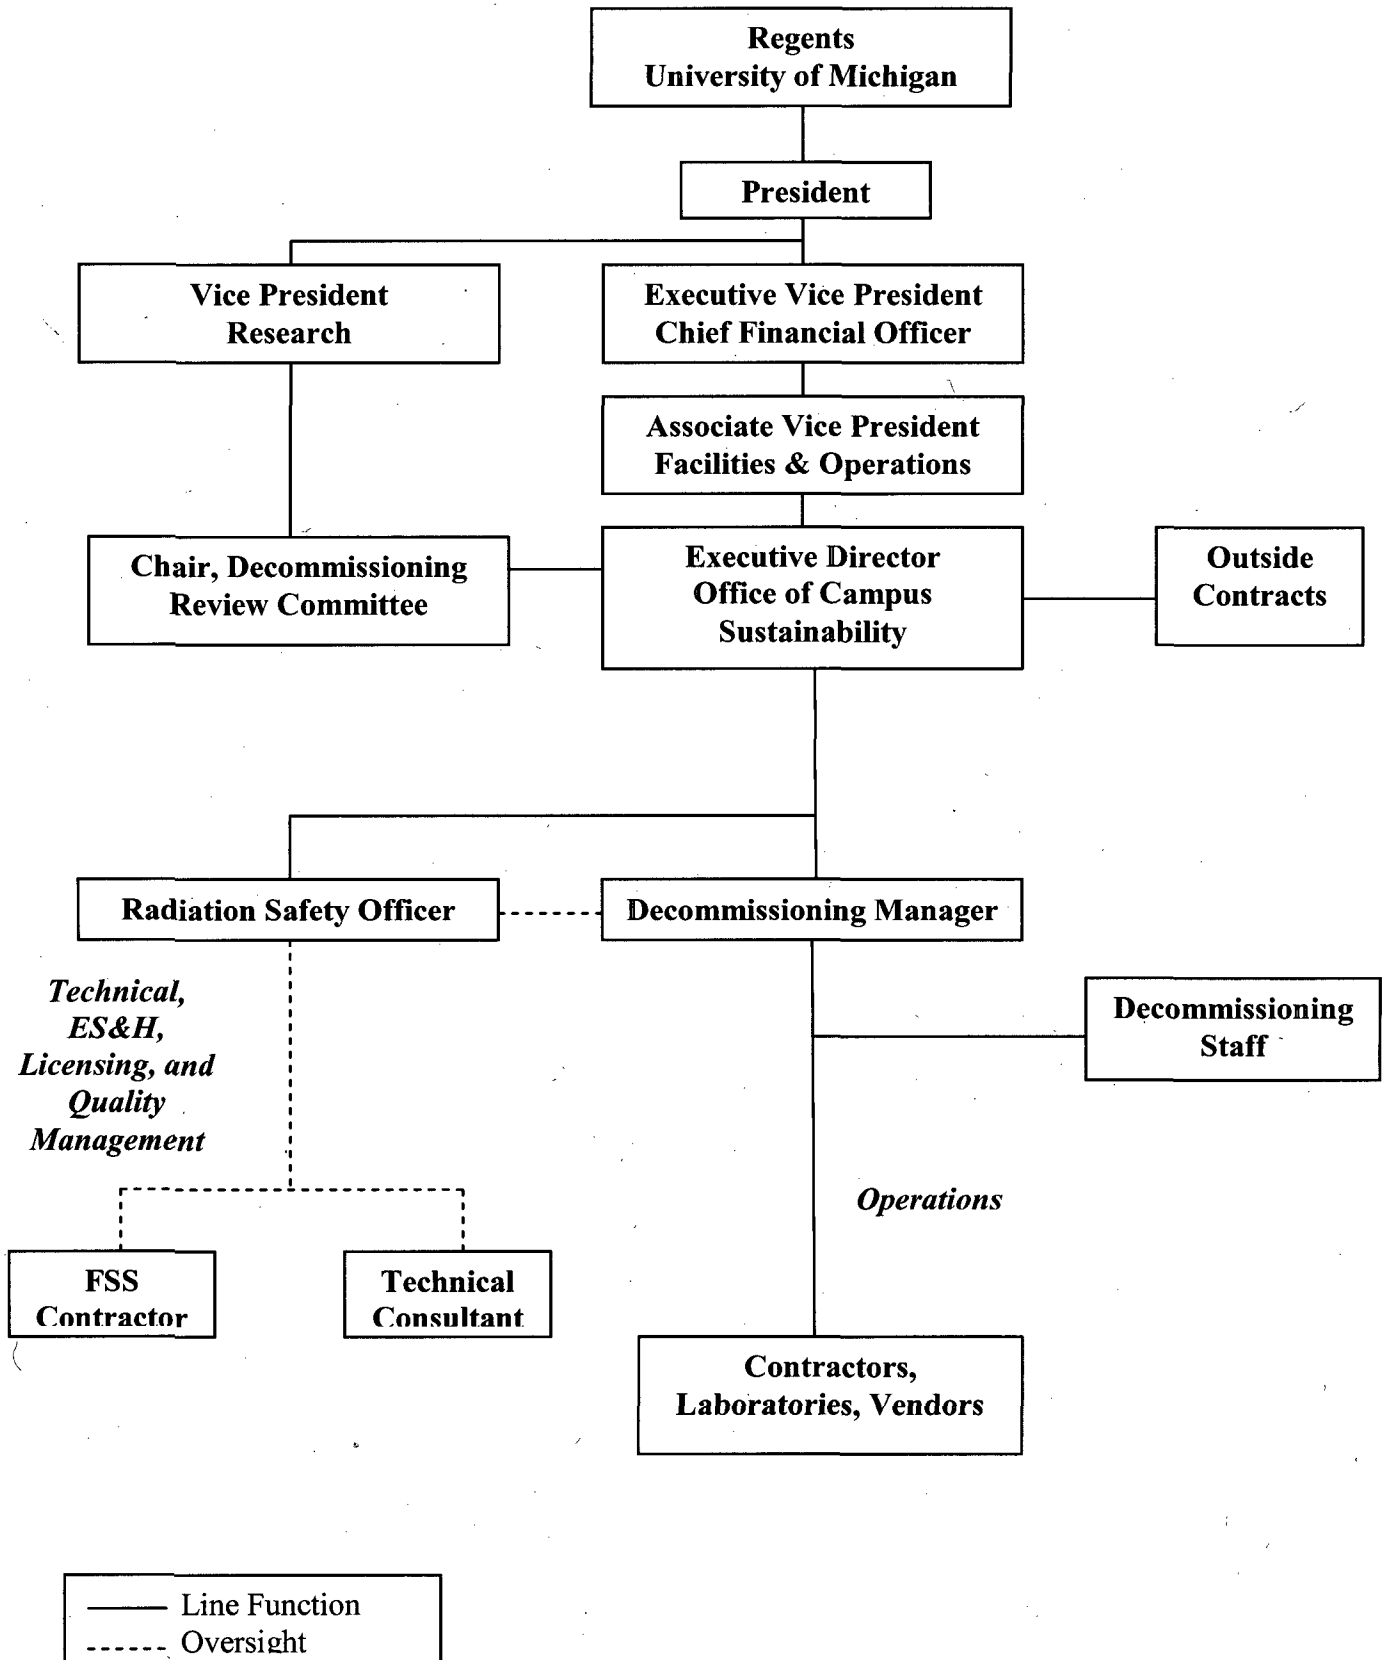 Regents
University of Michigan
President
Vice President
Research
Executive Vice President
Chief Financial Officer
Associate Vice President
Facilities & Operations
Chair, Decommissioning
Review Committee
Executive Director
Office of Campus
Sustainability
Outside
Contracts
Radiation Safety Officer
Decommissioning Manager
Technical,
ES&H,
Licensing, and
Quality
Management
Decommissioning
Staff
Operations
FSS
Contractor
Technical
Consultant
Contractors,
Laboratories, Vendors
Line Function
Oversight